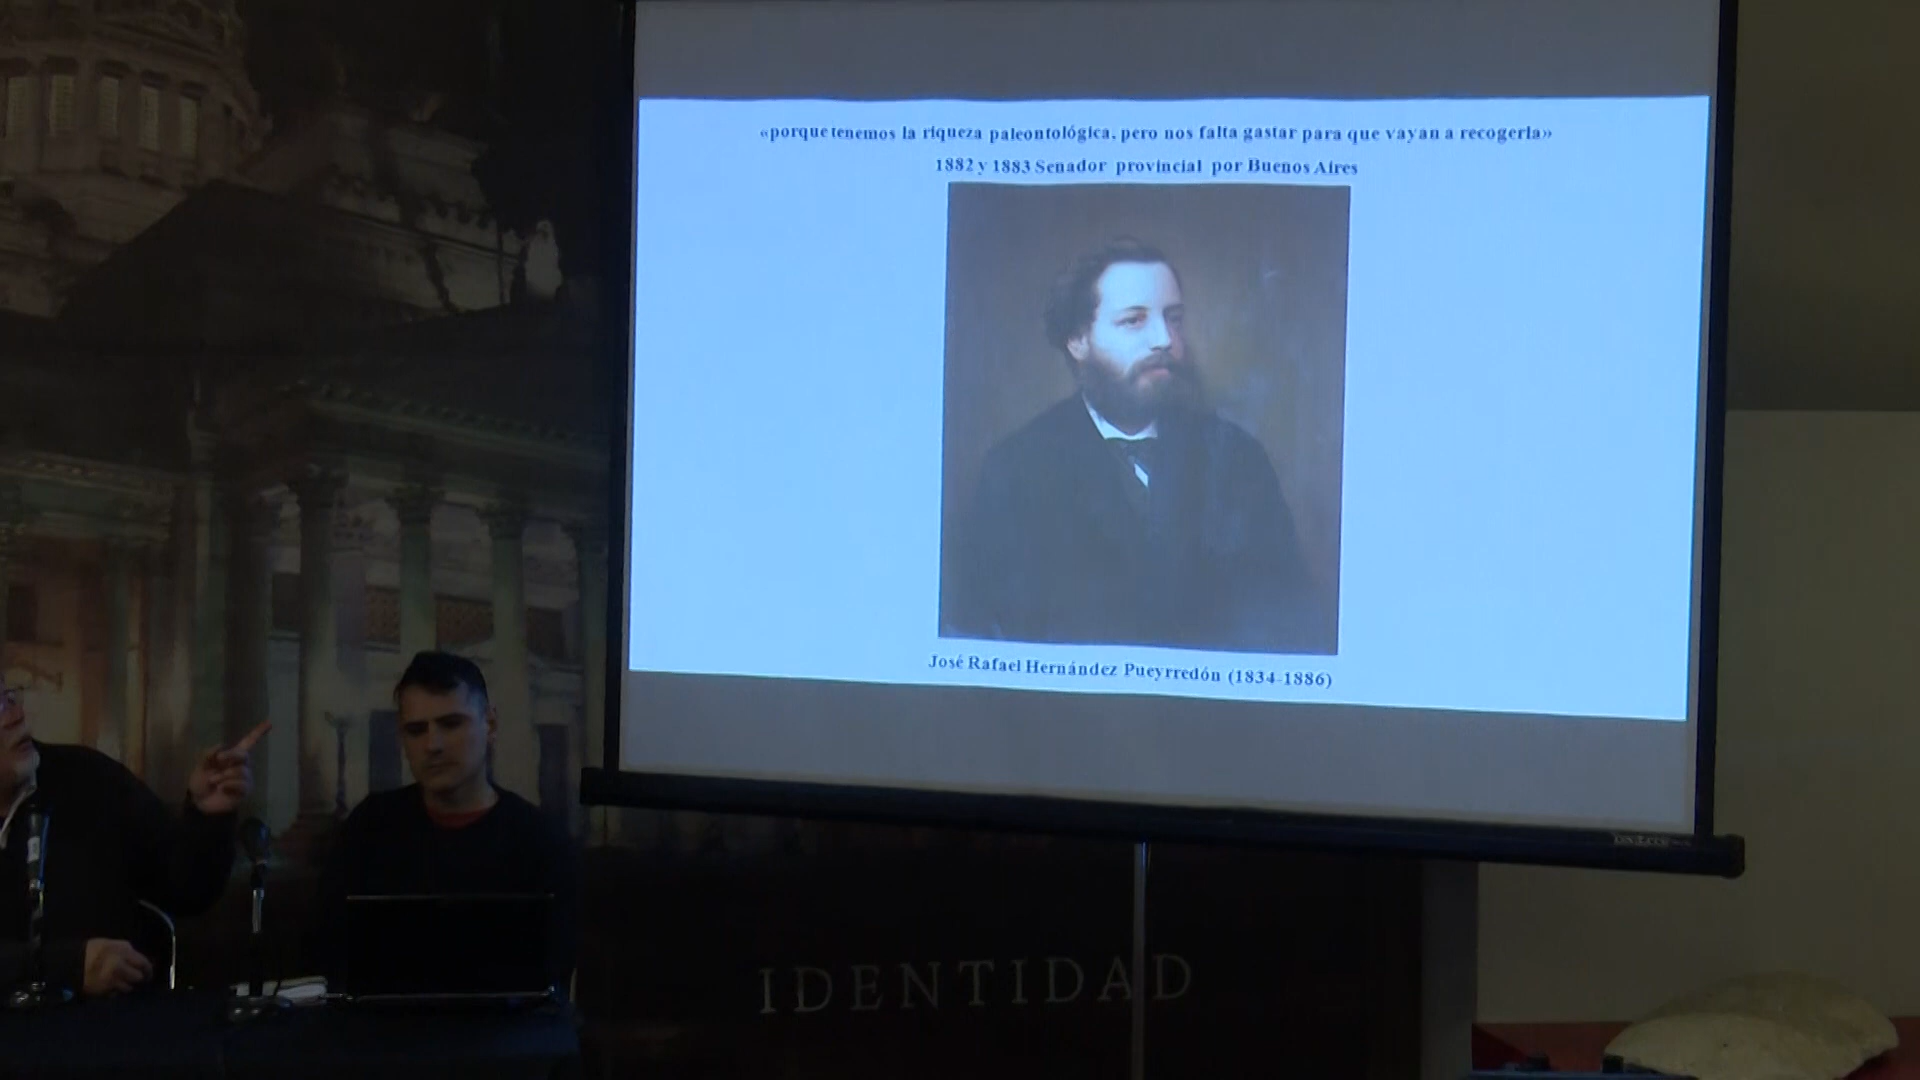 «porque tenemos la riqueza paleontológica, pero nos falta gastar para que vayan a recogerla»
1882 y 1883 Senador provincial por Buenos Aires
José Rafael Hernández Pueyrredón (1834-1886)
IDENTIDAD